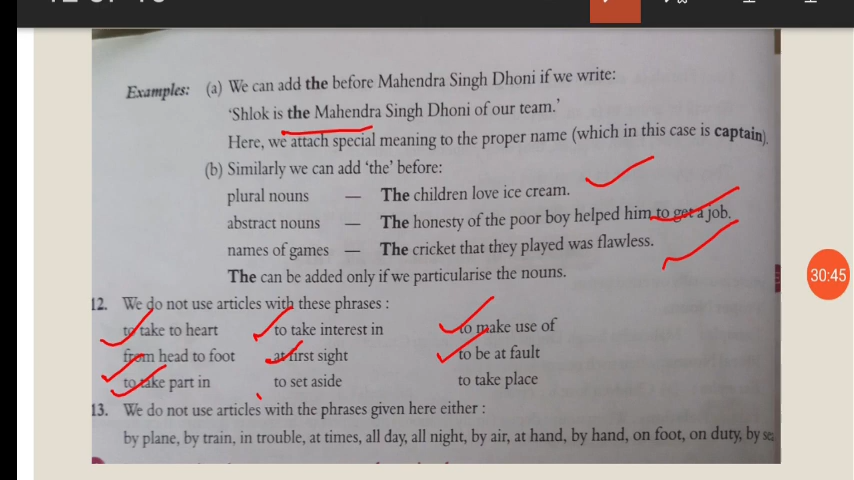 Examples: (a) We can add the before Mahendra Singh Dhoni if we write:
'Shlok is the Mahendra Singh Dhoni of our team.'
Here, we attach special meaning to the proper name (which in this case is captain).
(b) Similarly we can add 'the' before:
plural nouns — The children love ice cream.
abstract nouns — The honesty of the poor boy helped him to get a job.
names of games — The cricket that they played was flawless.
The can be added only if we particularise the nouns.
12. We do not use articles with these phrases :
to take to heart to take interest in to make use of
from head to foot at first sight to be at fault
to take part in to set aside to take place
13. We do not use articles with the phrases given here either :
by plane, by train, in trouble, at times, all day, all night, by air, at hand, by hand, on foot, on duty, by
30:45